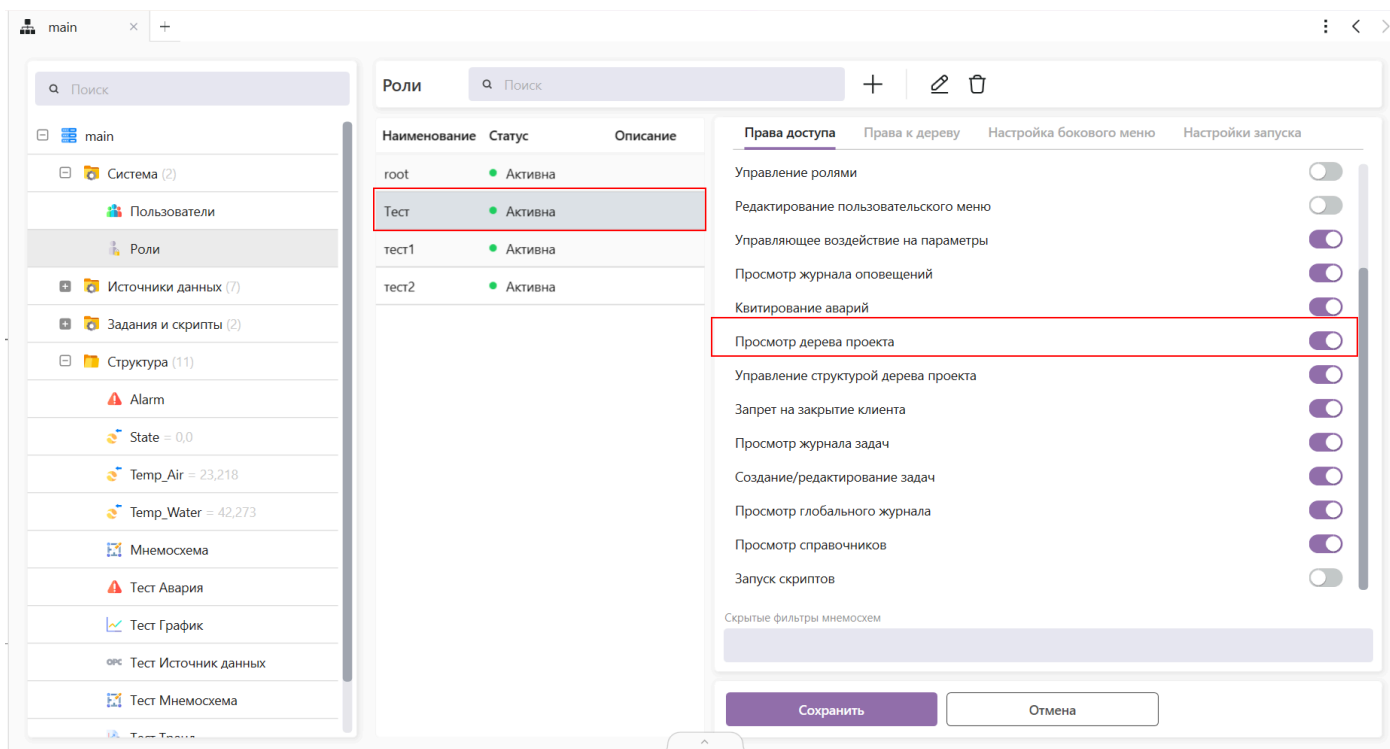 main
Поиск
main
Система (2)
Пользователи
Роли
Источники данных (7)
Задания и скрипты (2)
Структура (11)
Alarm
State = 0,0
Temp_Air = 23,218
Temp_Water = 42,273
Мнемосхема
Тест Авария
Тест График
OPC Тест Источник данных
Тест Мнемосхема
Тест Тренд
Роли
Поиск
Наименование Статус Описание
root Активна
Тест Активна
тест1 Активна
тест2 Активна
Права доступа Права к дереву Настройка бокового меню Настройки запуска
Управление ролями
Редактирование пользовательского меню
Управляющее воздействие на параметры
Просмотр журнала оповещений
Квитирование аварий
Просмотр дерева проекта
Управление структурой дерева проекта
Запрет на закрытие клиента
Просмотр журнала задач
Создание/редактирование задач
Просмотр глобального журнала
Просмотр справочников
Запуск скриптов
Скрытые фильтры мнемосхем
Сохранить Отмена